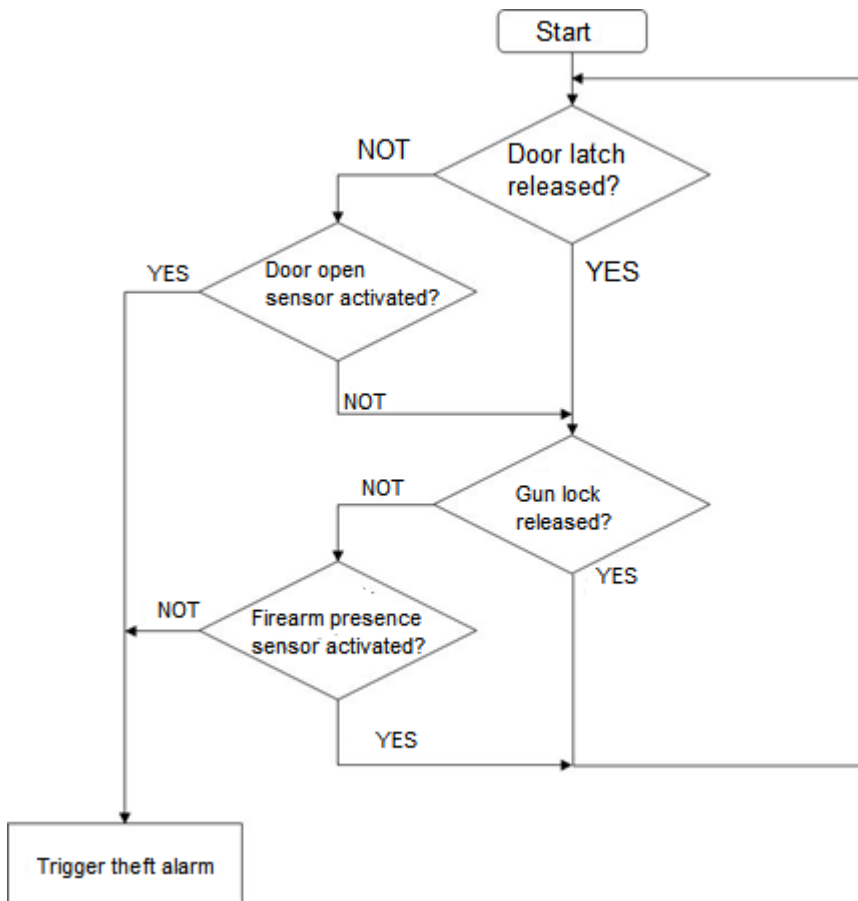 Start
NOT
Door latch
released?
YES
Door open
sensor activated?
YES
NOT
NOT
Gun lock
released?
YES
NOT
Firearm presence
sensor activated?
YES
Trigger theft alarm